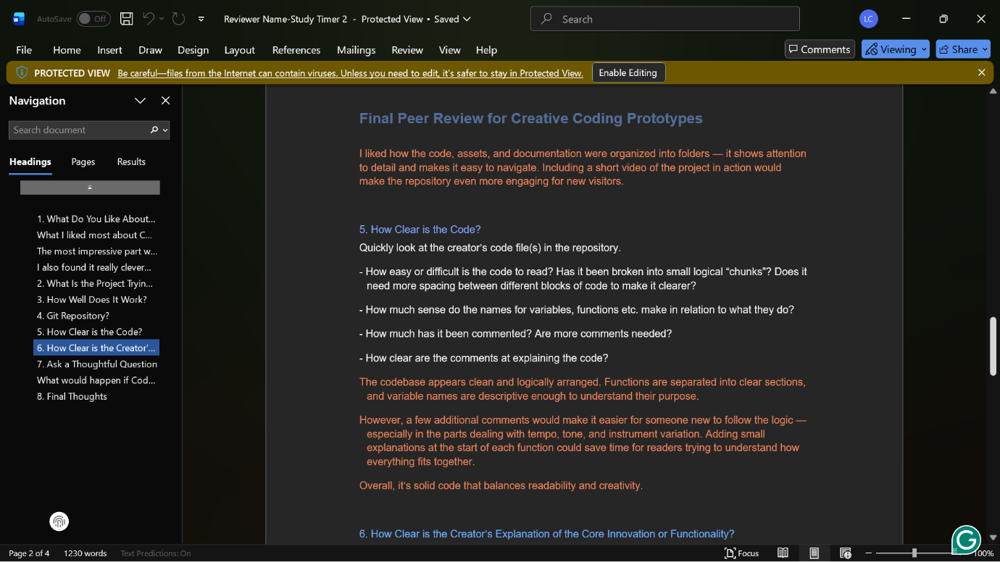 AutoSave Off Reviewer Name-Study Timer 2 - Protected View • Saved Search LC
File Home Insert Draw Design Layout References Mailings Review View Help Comments Viewing Share
PROTECTED VIEW Be careful—files from the Internet can contain viruses. Unless you need to edit, it's safer to stay in Protected View. Enable Editing
Navigation
Search document
Headings Pages Results
1. What Do You Like About...
What I liked most about C...
The most impressive part w...
I also found it really clever...
2. What Is the Project Tryin...
3. How Well Does It Work?
4. Git Repository?
5. How Clear is the Code?
6. How Clear is the Creator'...
7. Ask a Thoughtful Question
What would happen if Cod...
8. Final Thoughts
Final Peer Review for Creative Coding Prototypes
I liked how the code, assets, and documentation were organized into folders — it shows attention
to detail and makes it easy to navigate. Including a short video of the project in action would
make the repository even more engaging for new visitors.
5. How Clear is the Code?
Quickly look at the creator's code file(s) in the repository.
- How easy or difficult is the code to read? Has it been broken into small logical “chunks”? Does it
need more spacing between different blocks of code to make it clearer?
- How much sense do the names for variables, functions etc. make in relation to what they do?
- How much has it been commented? Are more comments needed?
- How clear are the comments at explaining the code?
The codebase appears clean and logically arranged. Functions are separated into clear sections,
and variable names are descriptive enough to understand their purpose.
However, a few additional comments would make it easier for someone new to follow the logic —
especially in the parts dealing with tempo, tone, and instrument variation. Adding small
explanations at the start of each function could save time for readers trying to understand how
everything fits together.
Overall, it's solid code that balances readability and creativity.
6. How Clear is the Creator's Explanation of the Core Innovation or Functionality?
Page 2 of 4 1230 words Text Predictions: On Focus 100%